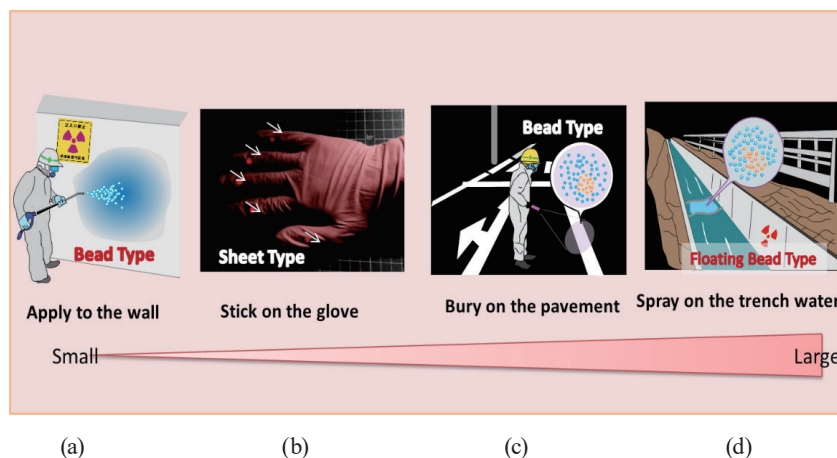 Bead Type
Apply to the wall
Sheet Type
Stick on the glove
Bead Type
Bury on the pavement
Floating Bead Type
Spray on the trench water
Small
Large
(a)
(b)
(c)
(d)